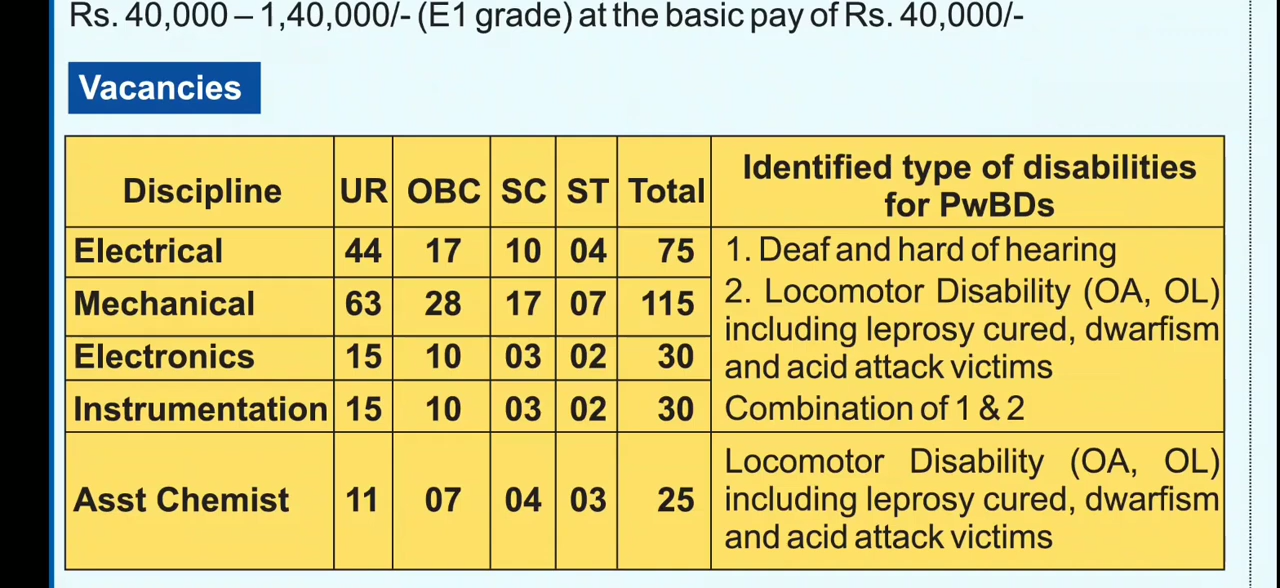 Rs. 40,000 – 1,40,000/- (E1 grade) at the basic pay of Rs. 40,000/-
Vacancies
Discipline UR OBC SC ST Total Identified type of disabilities for PwBDs
Electrical 44 17 10 04 75 1. Deaf and hard of hearing
Mechanical 63 28 17 07 115 2. Locomotor Disability (OA, OL)
including leprosy cured, dwarfism
Electronics 15 10 03 02 30 and acid attack victims
Instrumentation 15 10 03 02 30 Combination of 1 & 2
Locomotor Disability (OA, OL)
Asst Chemist 11 07 04 03 25 including leprosy cured, dwarfism
and acid attack victims